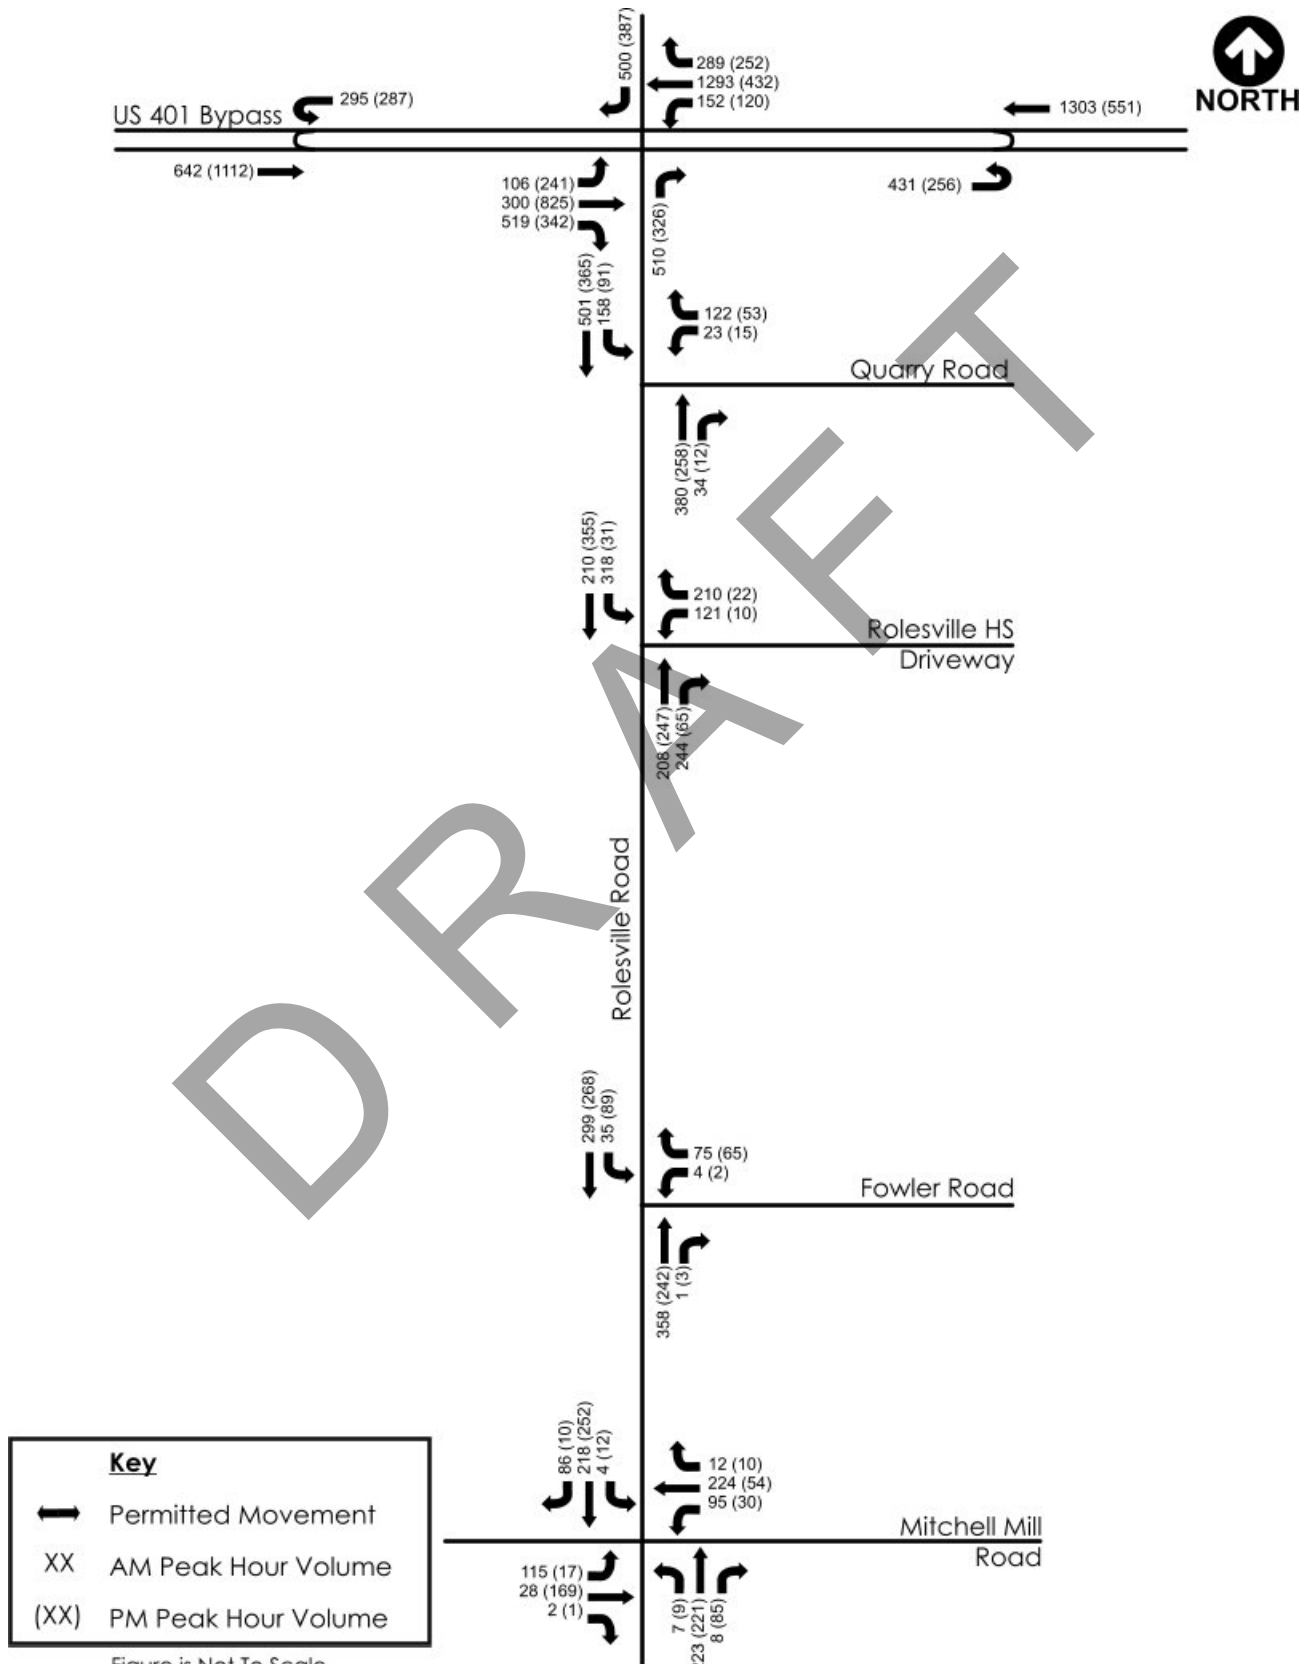 500 (387)
289 (252)
1293 (432)
152 (120)
NORTH
295 (287)
US 401 Bypass
1303 (551)
642 (1112)
106 (241)
300 (825)
519 (342)
510 (326)
431 (256)
501 (365)
158 (91)
122 (53)
23 (15)
Quarry Road
380 (258)
34 (12)
210 (355)
318 (31)
210 (22)
121 (10)
Rolesville HS
Driveway
208 (247)
244 (65)
DRAFT
Rolesville Road
299 (268)
35 (89)
75 (65)
4 (2)
Fowler Road
358 (242)
1 (3)
86 (10)
218 (252)
4 (12)
12 (10)
224 (54)
95 (30)
Mitchell Mill
Road
115 (17)
28 (169)
2 (1)
7 (9)
(221)
8 (85)
Key
Permitted Movement
XX AM Peak Hour Volume
(XX) PM Peak Hour Volume
Figure is Not To Scale